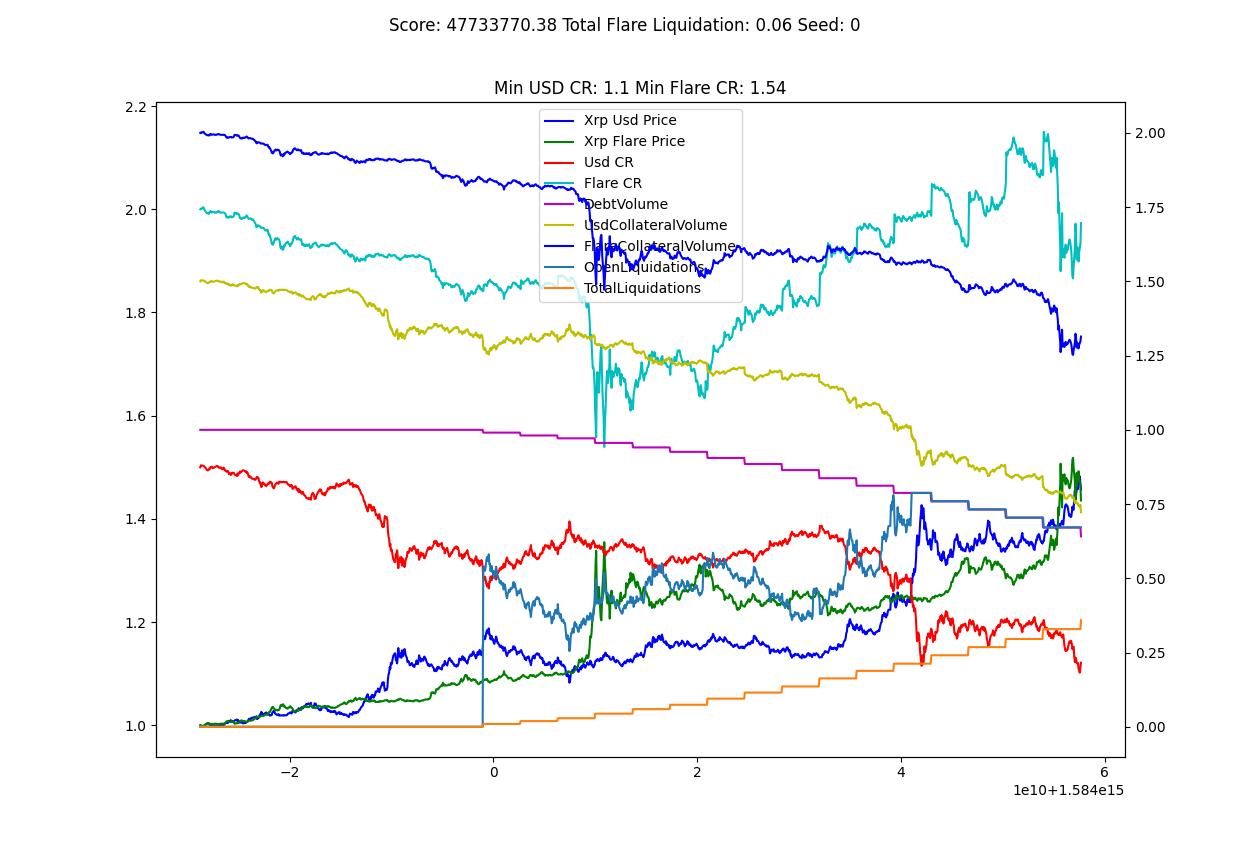 Score: 47733770.38 Total Flare Liquidation: 0.06 Seed: 0
Min USD CR: 1.1 Min Flare CR: 1.54
2.2
2.0
1.8
1.6
1.4
1.2
1.0
Xrp Usd Price
Xrp Flare Price
Usd CR
Flare CR
DebtVolume
UsdCollateralVolume
FlareCollateralVolume
OpenLiquidations
TotalLiquidations
2.00
1.75
1.50
1.25
1.00
0.75
0.50
0.25
0.00
−2
0
2
4
6
1e10+1.584e15